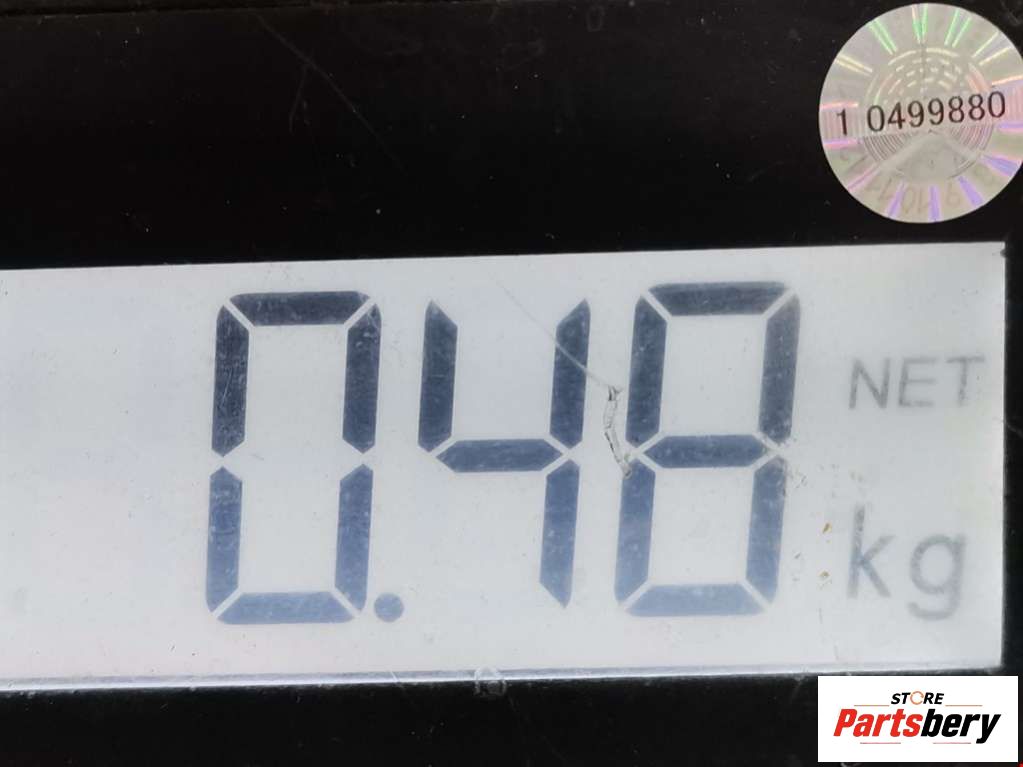 1 0499880
0.48
NET
kg
STORE
Partsbery